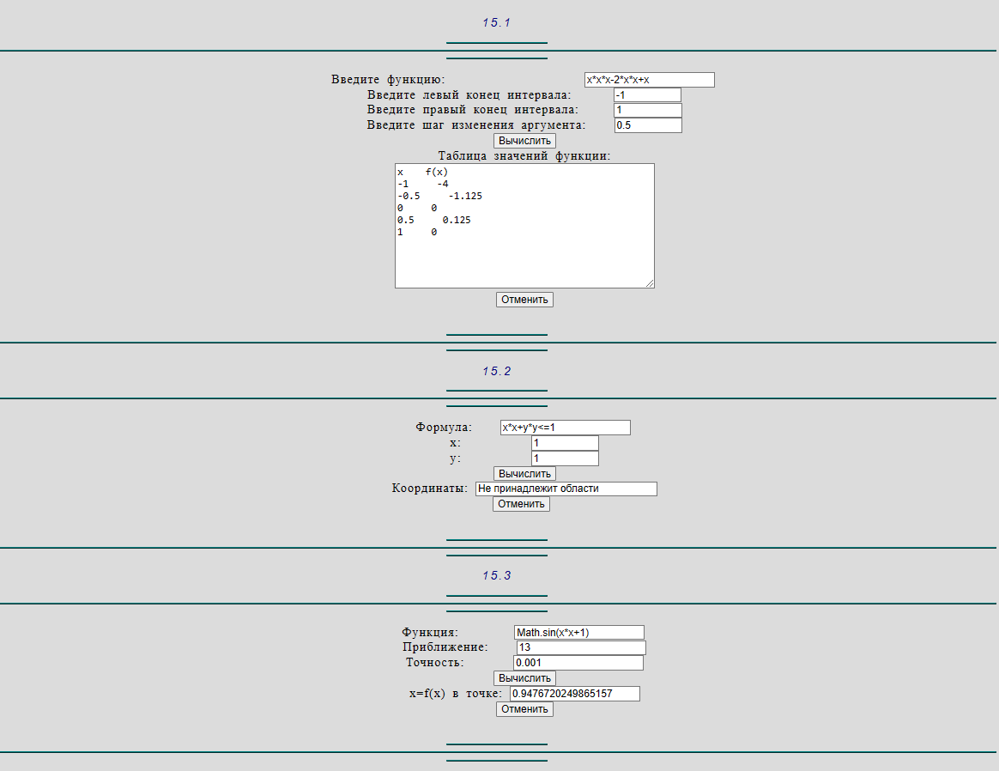 15.1
Введите функцию: x*x*x-2*x*x+x
Введите левый конец интервала: -1
Введите правый конец интервала: 1
Введите шаг изменения аргумента: 0.5
Вычислить
Таблица значений функции:
x f(x)
-1 -4
-0.5 -1.125
0 0
0.5 0.125
1 0
Отменить
15.2
Формула: x*x+y*y<=1
x: 1
y: 1
Вычислить
Координаты: Не принадлежит области
Отменить
15.3
Функция: Math.sin(x*x+1)
Приближение: 13
Точность: 0.001
Вычислить
x=f(x) в точке: 0.9476720249865157
Отменить